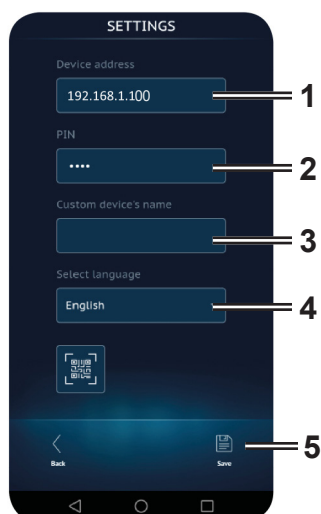 SETTINGS
Device address
192.168.1.100
1
PIN
••••
2
Custom device's name
3
Select language
English
4
Back
Save
5